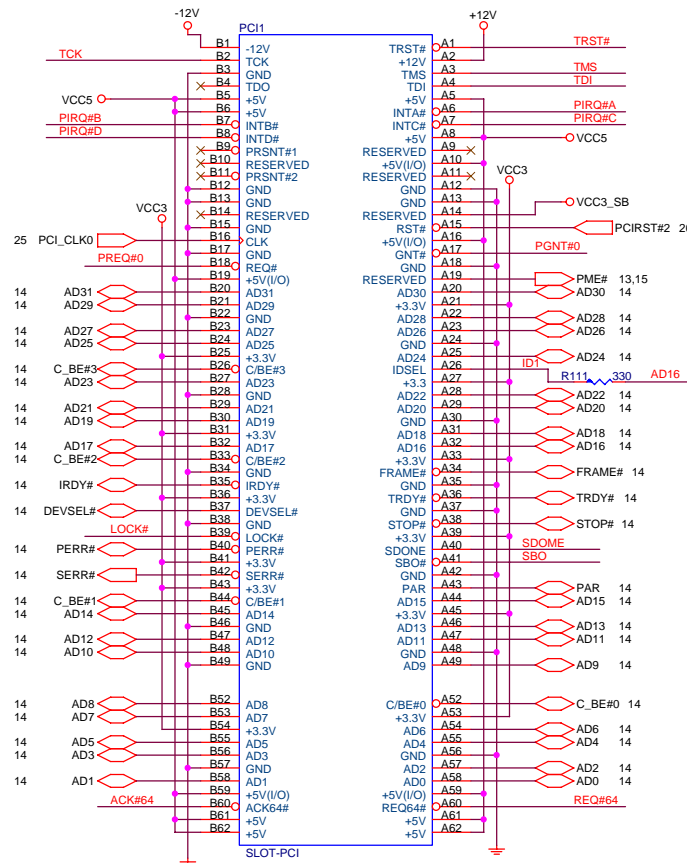 -12V +12V
PCI1
B1 -12V TRST# A1 TRST#
TCK B2 TCK +12V A2
B3 GND TMS A3 TMS
B4 TDO TDI A4 TDI
VCC5 B5 +5V +5V A5
B6 +5V INTA# A6 PIRQ#A
PIRQ#B B7 INTB# INTC# A7 PIRQ#C
PIRQ#D B8 INTD# +5V A8 VCC5
B9 PRSNT#1 RESERVED A9
B10 RESERVED +5V(I/O) A10
B11 PRSNT#2 RESERVED A11
VCC3
B12 GND GND A12
B13 GND GND A13 VCC3_SB
VCC3
B14 RESERVED RESERVED A14
B15 GND RST# A15 PCIRST#2
25 PCI_CLK0 B16 CLK +5V(I/O) A16
B17 GND GNT# A17 PGNT#0
PREQ#0 B18 REQ# GND A18
B19 +5V(I/O) RESERVED A19 PME# 13,15
14 AD31 B20 AD31 AD30 A20 AD30 14
14 AD29 B21 AD29 +3.3V A21
B22 GND AD28 A22 AD28 14
14 AD27 B23 AD27 AD26 A23 AD26 14
14 AD25 B24 AD25 GND A24
B25 +3.3V AD24 A25 AD24 14
14 C_BE#3 B26 C/BE#3 IDSEL A26 ID1
14 AD23 B27 AD23 +3.3 A27 R111 330 AD16
B28 GND AD22 A28 AD22 14
14 AD21 B29 AD21 AD20 A29 AD20 14
14 AD19 B30 AD19 GND A30
B31 +3.3V AD18 A31 AD18 14
14 AD17 B32 AD17 AD16 A32 AD16 14
14 C_BE#2 B33 C/BE#2 +3.3V A33
B34 GND FRAME# A34 FRAME# 14
14 IRDY# B35 IRDY# GND A35
B36 +3.3V TRDY# A36 TRDY# 14
14 DEVSEL# B37 DEVSEL# GND A37
B38 GND STOP# A38 STOP# 14
LOCK# B39 LOCK# +3.3V A39
14 PERR# B40 PERR# SDONE A40 SDOME
B41 +3.3V SBO# A41 SBO
14 SERR# B42 SERR# GND A42
B43 +3.3V PAR A43 PAR 14
14 C_BE#1 B44 C/BE#1 AD15 A44 AD15 14
14 AD14 B45 AD14 +3.3V A45
B46 GND AD13 A46 AD13 14
14 AD12 B47 AD12 AD11 A47 AD11 14
14 AD10 B48 AD10 GND A48
B49 GND AD9 A49 AD9 14
14 AD8 B52 AD8 C/BE#0 A52 C_BE#0 14
14 AD7 B53 AD7 +3.3V A53
B54 +3.3V AD6 A54 AD6 14
14 AD5 B55 AD5 AD4 A55 AD4 14
14 AD3 B56 AD3 GND A56
B57 GND AD2 A57 AD2 14
14 AD1 B58 AD1 AD0 A58 AD0 14
B59 +5V(I/O) +5V(I/O) A59
ACK#64 B60 ACK64# REQ64# A60 REQ#64
B61 +5V +5V A61
B62 +5V +5V A62
SLOT-PCI